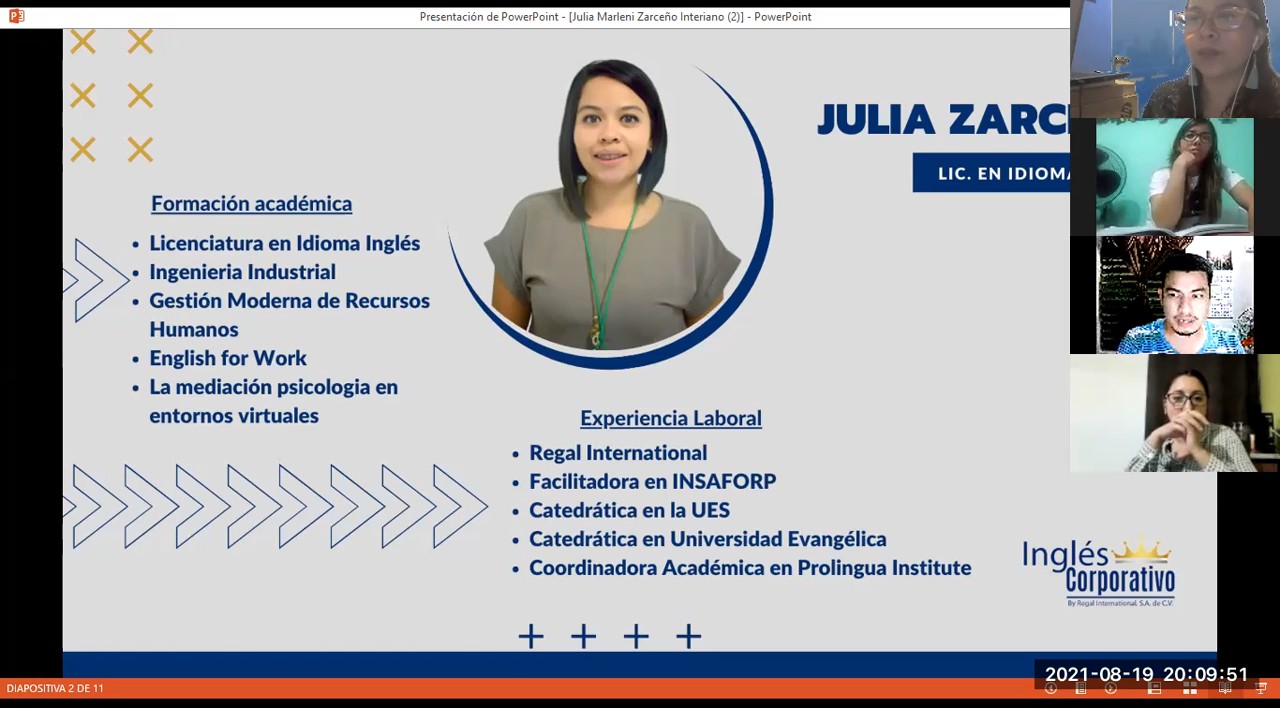 Presentación de PowerPoint - [Julia Marleni Zarceño Interiano (2)] - PowerPoint
JULIA ZARC
LIC. EN IDIOMA
Formación académica
• Licenciatura en Idioma Inglés
• Ingenieria Industrial
• Gestión Moderna de Recursos
Humanos
• English for Work
• La mediación psicologia en
entornos virtuales
Experiencia Laboral
• Regal International
• Facilitadora en INSAFORP
• Catedrática en la UES
• Catedrática en Universidad Evangélica
• Coordinadora Académica en Prolingua Institute
Inglés
Corporativo
By Regal International, S.A. de C.V.
2021-08-19 20:09:51
DIAPOSITIVA 2 DE 11